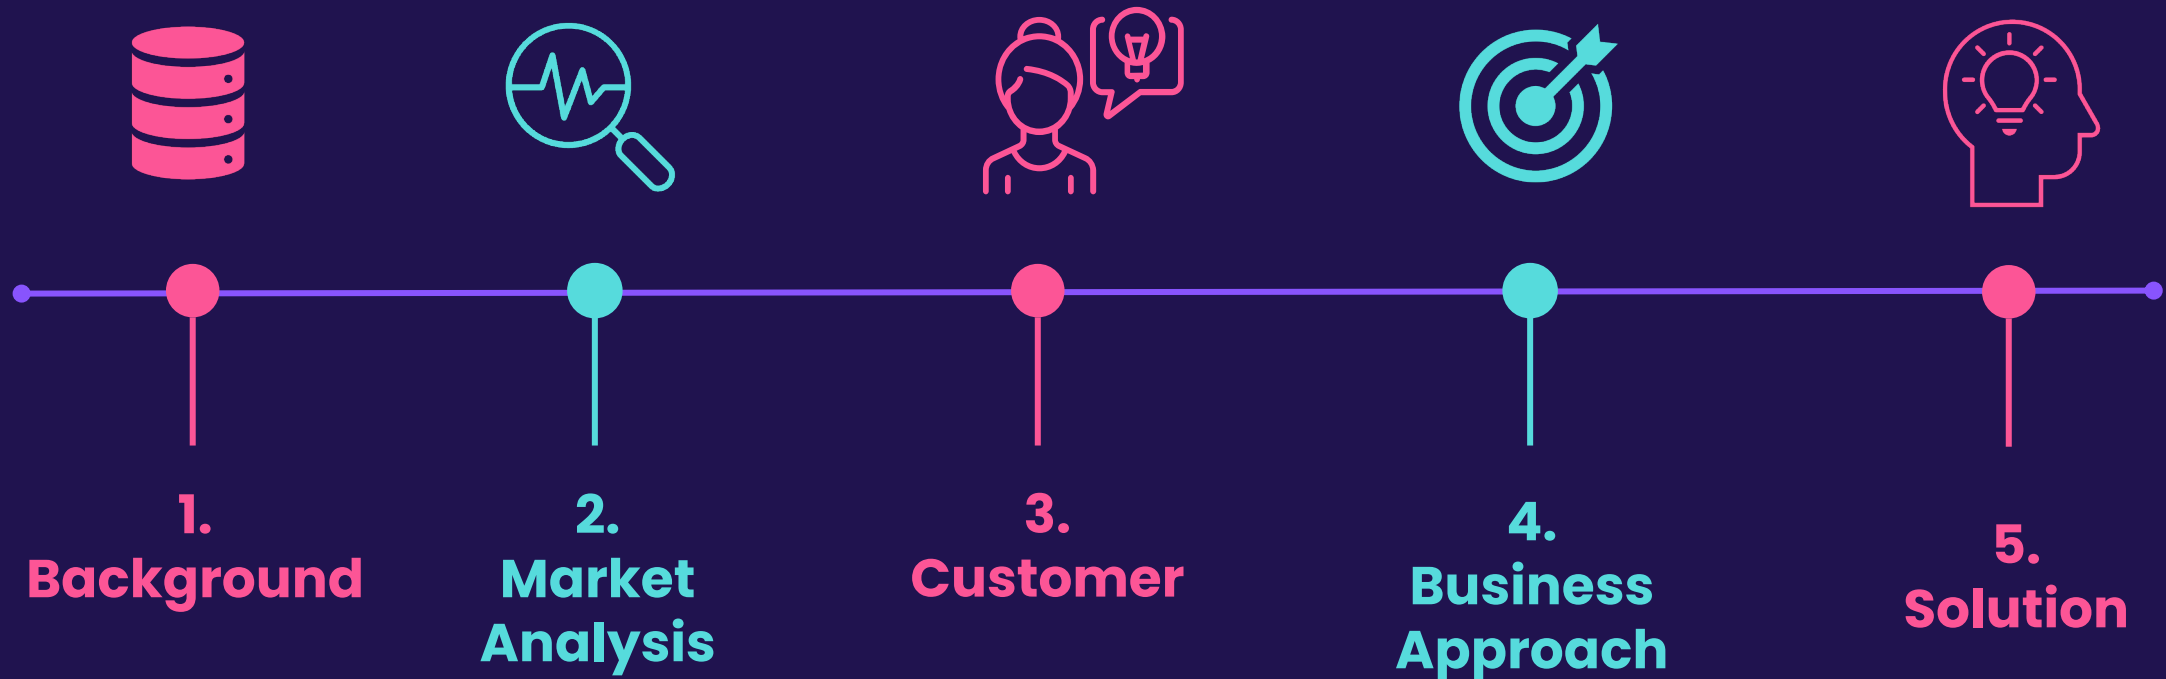 1.
Background
2.
Market
Analysis
3.
Customer
4.
Business
Approach
5.
Solution